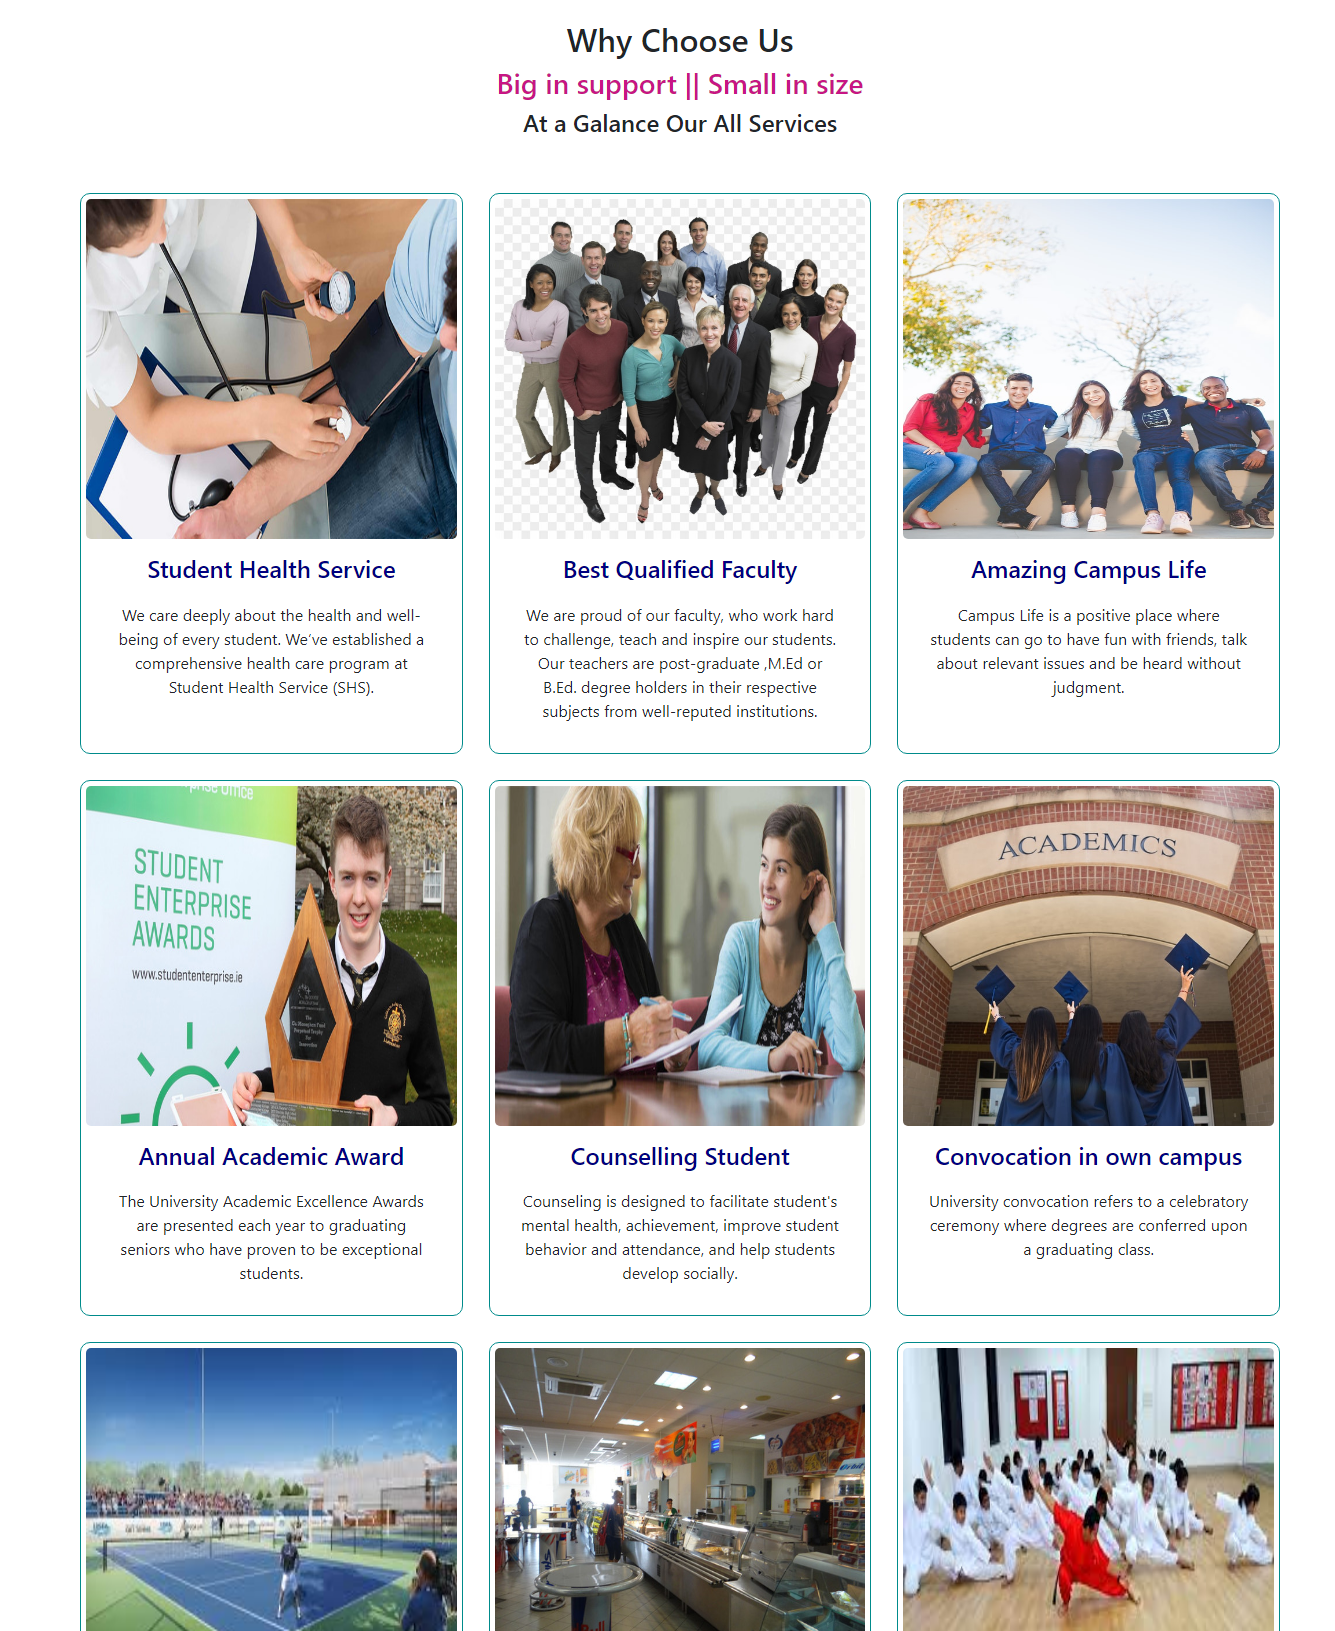 Why Choose Us
Big in support || Small in size
At a Galance Our All Services
Student Health Service
We care deeply about the health and well-
being of every student. We've established a
comprehensive health care program at
Student Health Service (SHS).
Best Qualified Faculty
We are proud of our faculty, who work hard
to challenge, teach and inspire our students.
Our teachers are post-graduate ,M.Ed or
B.Ed. degree holders in their respective
subjects from well-reputed institutions.
Amazing Campus Life
Campus Life is a positive place where
students can go to have fun with friends, talk
about relevant issues and be heard without
judgment.
STUDENT
ENTERPRISE
AWARDS
www.studententerprise.ie
Annual Academic Award
The University Academic Excellence Awards
are presented each year to graduating
seniors who have proven to be exceptional
students.
Counselling Student
Counseling is designed to facilitate student's
mental health, achievement, improve student
behavior and attendance, and help students
develop socially.
ACADEMICS
Convocation in own campus
University convocation refers to a celebratory
ceremony where degrees are conferred upon
a graduating class.